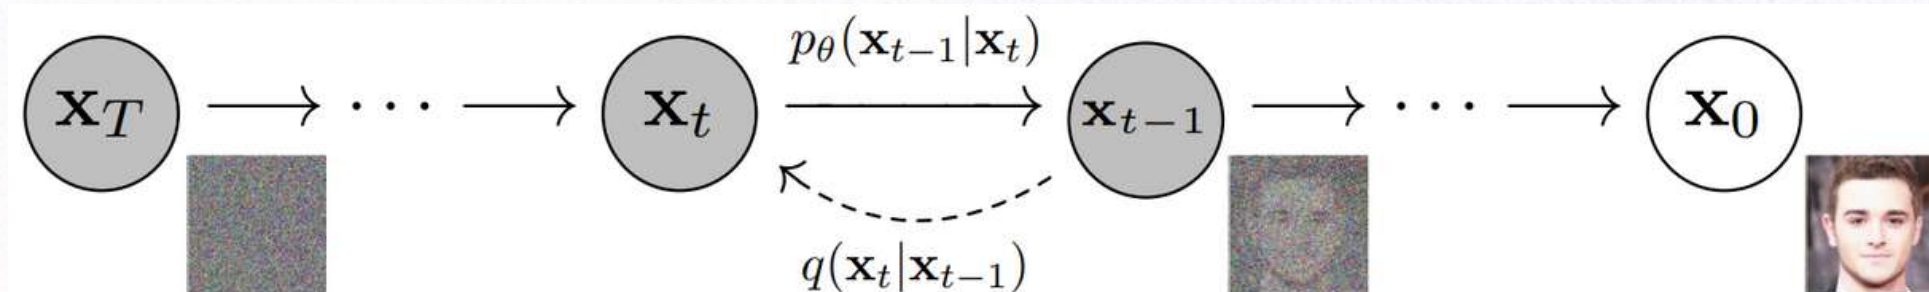 p_θ(x_{t−1}|x_t)
x_T → ··· → x_t → x_{t−1} → ··· → x_0
q(x_t|x_{t−1})